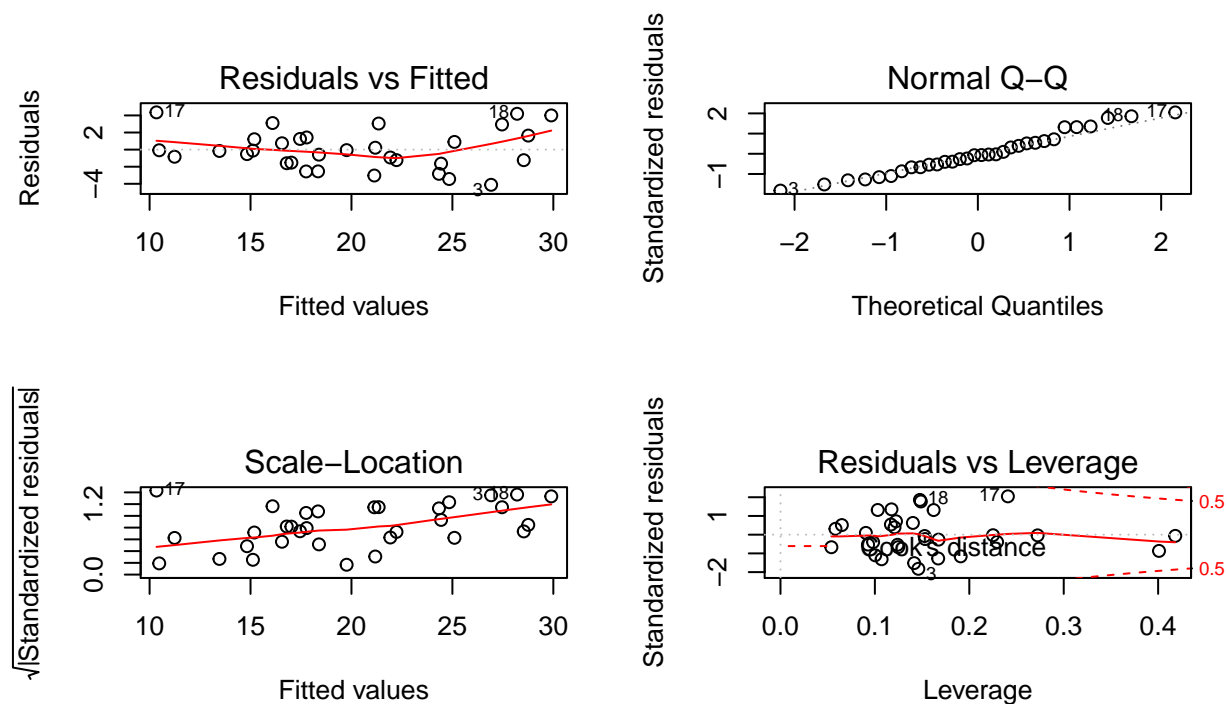 Residuals vs Fitted
Residuals
2
−4
17
18
3
10 15 20 25 30
Fitted values
Normal Q−Q
Standardized residuals
2
−1
3
18
17
−2 −1 0 1 2
Theoretical Quantiles
Scale−Location
√|Standardized residuals|
1.2
0.0
17
3
18
10 15 20 25 30
Fitted values
Residuals vs Leverage
Standardized residuals
1
−2
18
17
3
0.5
0.5
Cook's distance
0.0 0.1 0.2 0.3 0.4
Leverage